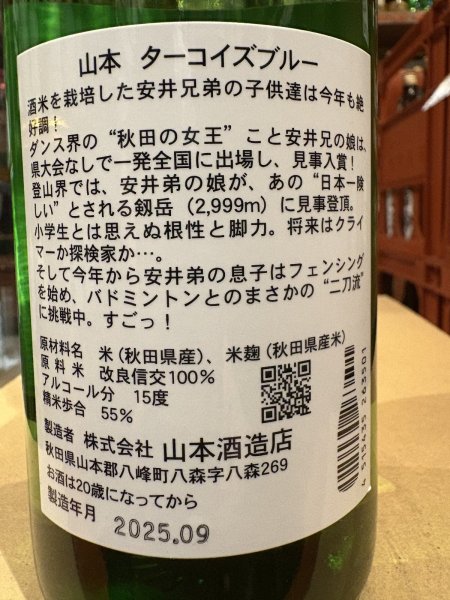 山本 ターコイズブルー
酒米を栽培した安井兄弟の子供達は今年も絶
好調！
ダンス界の“秋田の女王”こと安井兄の娘は、
県大会なしで一発全国に出場し、見事入賞！
登山界では、安井弟の娘が、あの“日本一険
しい”とされる剱岳（2,999m）に見事登頂。
小学生とは思えぬ根性と脚力。将来はクライ
マーか探検家か…。
そして今年から安井弟の息子はフェンシング
を始め、バドミントンとのまさかの“二刀流”
に挑戦中。すごっ！
原材料名 米（秋田県産）、米麹（秋田県産米）
原料米 改良信交100%
アルコール分 15度
精米歩合 55%
製造者 株式会社 山本酒造店
秋田県山本郡八峰町八森字八森269
お酒は20歳になってから
製造年月 2025.09
4 515435 263501